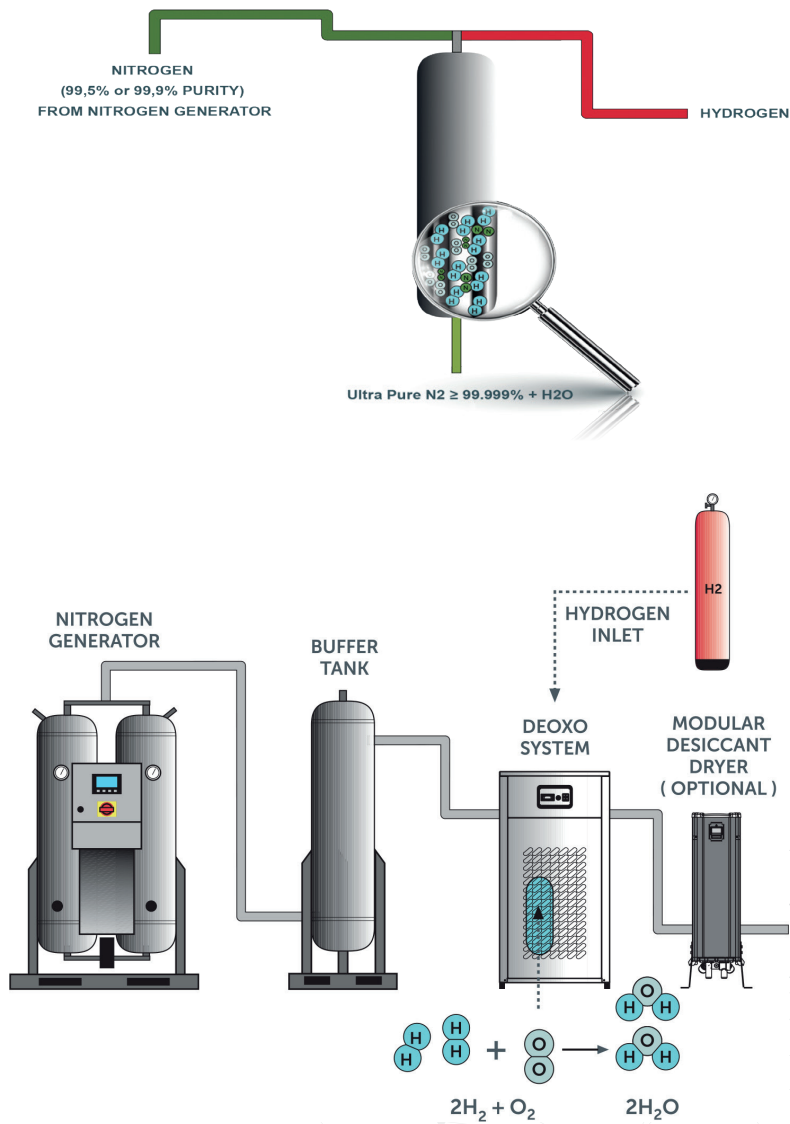 NITROGEN
(99,5% or 99,9% PURITY)
FROM NITROGEN GENERATOR
HYDROGEN
H
H
O
O
H
H
N
N
H
H
H
H
O
O
H
H
N
N
H
H
H
H
Ultra Pure N2 ≥ 99.999% + H2O
H2
HYDROGEN
INLET
NITROGEN
GENERATOR
BUFFER
TANK
DEOXO
SYSTEM
MODULAR
DESICCANT
DRYER
( OPTIONAL )
H
H
H
H
+
O
O
O
H
H
O
H
H
2H₂ + O₂
2H₂O